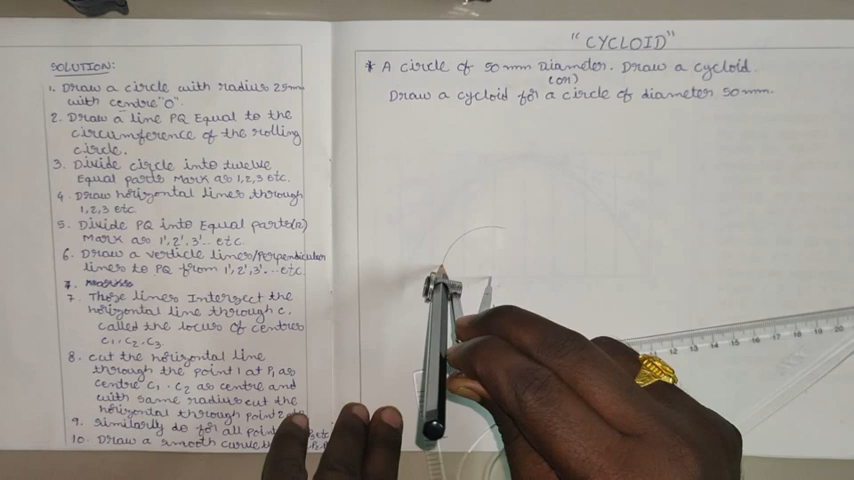 SOLUTION:
1. Draw a circle with radius 25mm
with centre "O".
2. Draw a line PQ Equal to the
circumference of the rolling
circle.
3. Divide circle into twelve
Equal parts Mark as 1,2,3 etc.
4. Draw horizontal lines through
1,2,3 etc
5. Divide PQ into Equal parts(12)
Mark as 1',2',3'... etc.
6. Draw a verticle lines/Perpendicular
lines to PQ from 1',2',3'...etc.
7. These lines Intersect the
horizontal line through c,
called the locus of centres
C1, C2, C3.
8. cut the horizontal line
through the point 1 at P1 as
centre C1. C2 as centre and
with same radius cut the
horizontal through point 2
9. Similarly do for all point
10. Draw a smooth curve
"CYCLOID"
* A circle of 50mm Diameter. Draw a cycloid.
(OR)
Draw a cycloid for a circle of diameter 50mm.
12 13 14 15 16 17 18 19 20